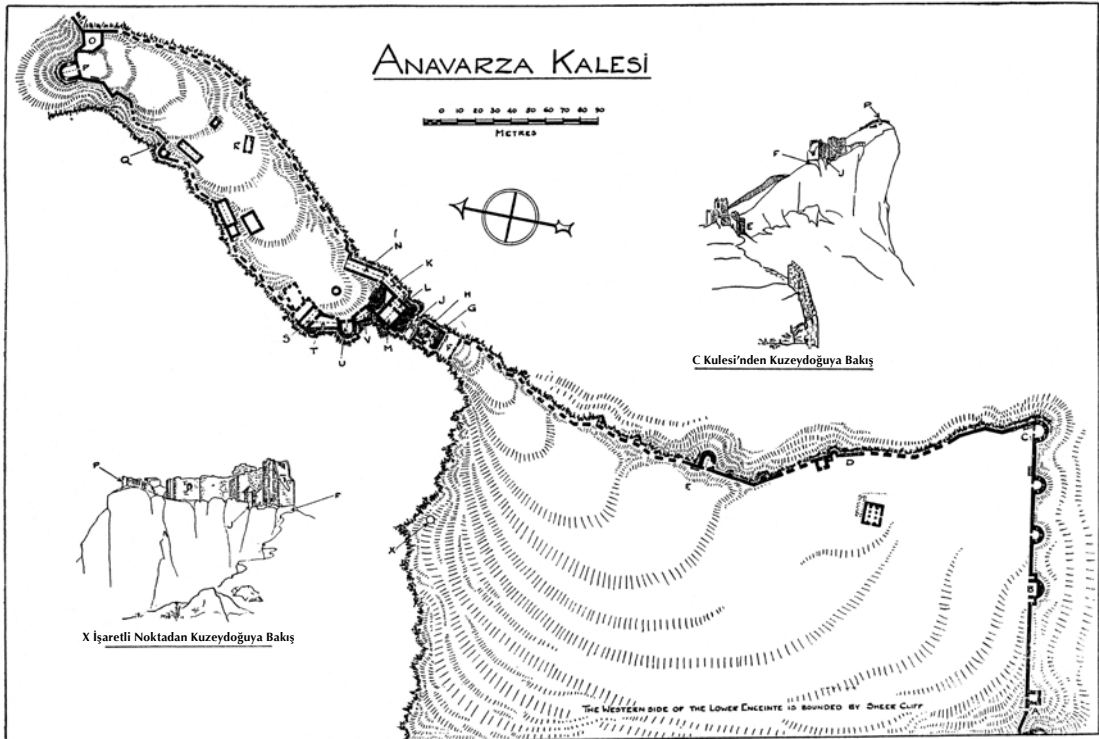 ANAVARZA KALESİ
0 10 20 30 40 50 60 70 80 90
METRES
C Kulesi'nden Kuzeydoğuya Bakış
F
J
E
X İşaretli Noktadan Kuzeydoğuya Bakış
P
F
O
P
Q
R
I
N
K
L
J
H
G
F
S
T
U
V
M
E
D
C
B
A
X
THE WESTERN SIDE OF THE LOWER ENCEINTE IS BOUNDED BY SHEER CLIFF